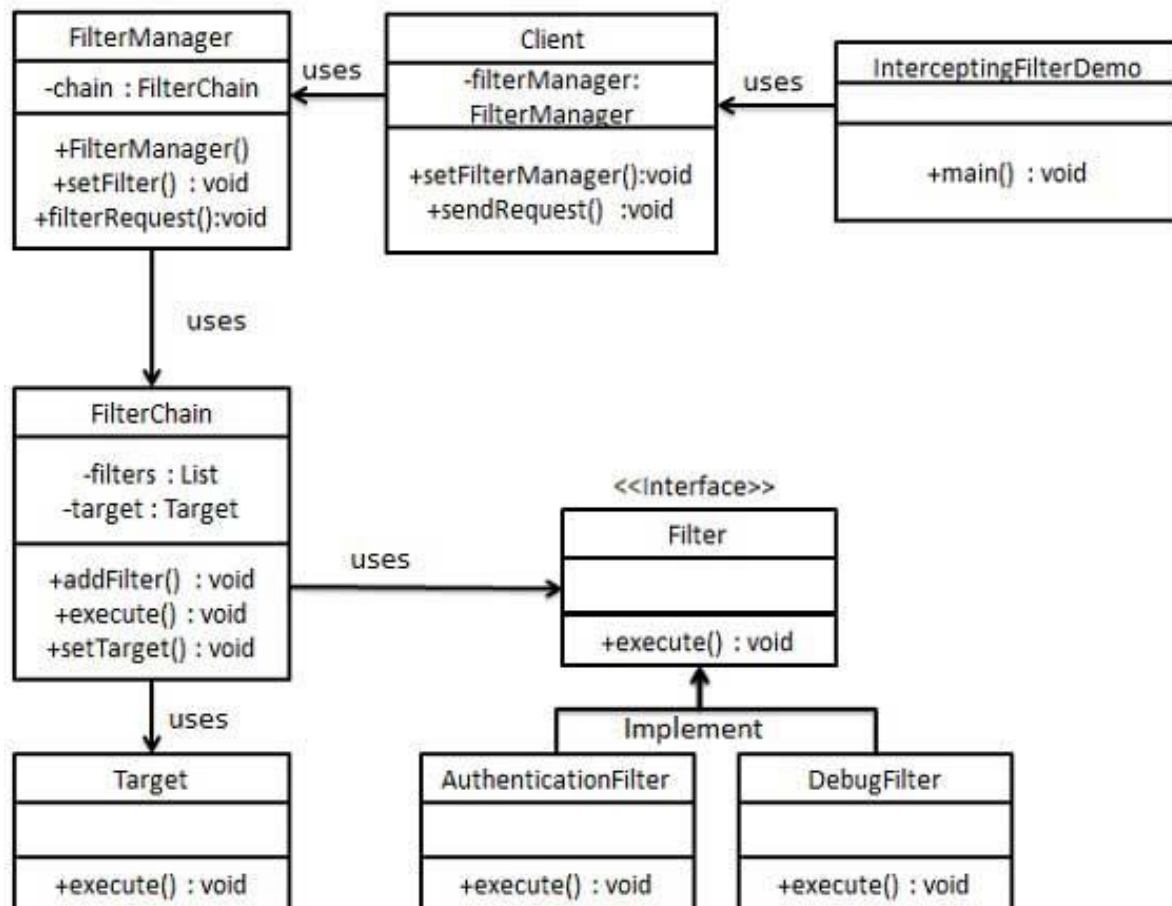 FilterManager
-chain : FilterChain
+FilterManager()
+setFilter() : void
+filterRequest():void
uses
Client
-filterManager:
FilterManager
+setFilterManager():void
+sendRequest() :void
uses
InterceptingFilterDemo
+main() : void
uses
FilterChain
-filters : List
-target : Target
+addFilter() : void
+execute() : void
+setTarget() : void
uses
<<Interface>>
Filter
+execute() : void
uses
Implement
Target
+execute() : void
AuthenticationFilter
+execute() : void
DebugFilter
+execute() : void